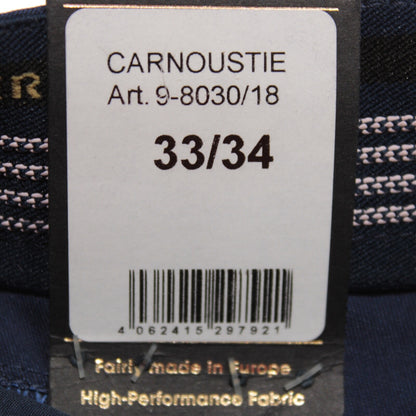 CARNOUSTIE
Art. 9-8030/18
33/34
4 062415 297921
Fairly made in Europe
High-Performance Fabric